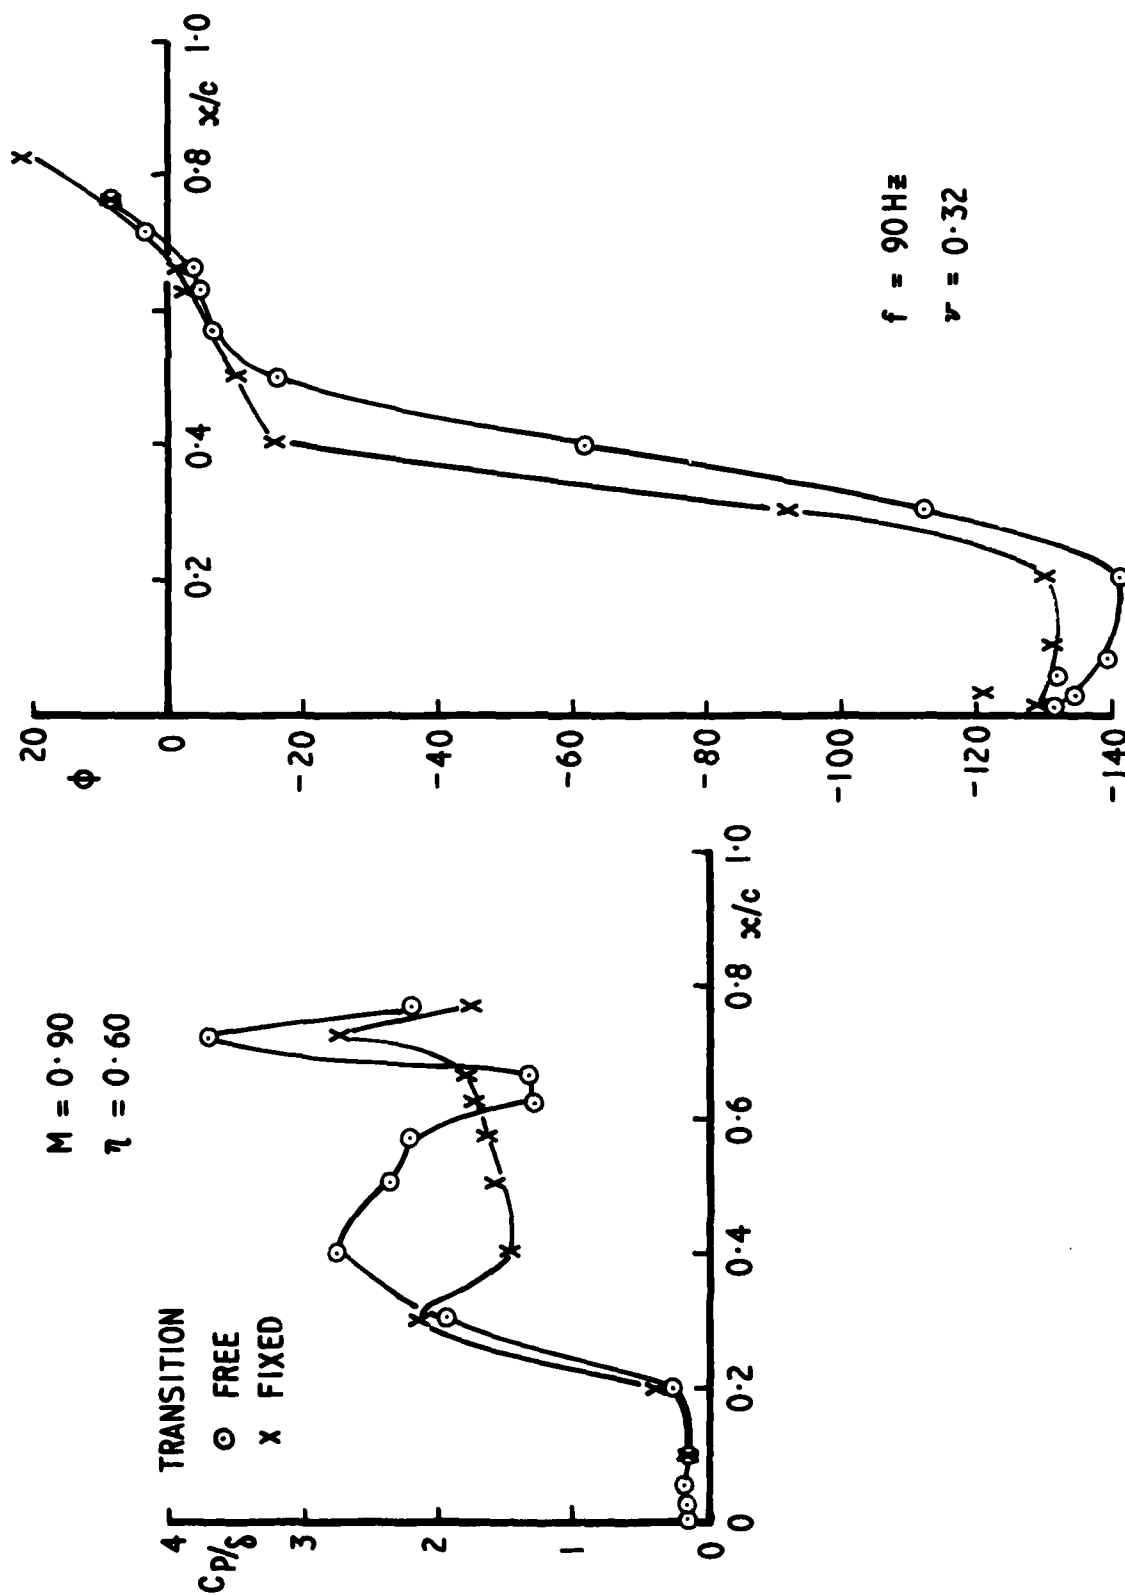 M = 0·90
η = 0·60
TRANSITION
⊙ FREE
x FIXED
4
Cp/δ
3
2
1
0
0
0·2
0·4
0·6
0·8
x/c
1·0
20
ϕ
0
-20
-40
-60
-80
-100
-120
-140
0·2
0·4
0·8
x/c
1·0
f = 90Hz
ν = 0·32